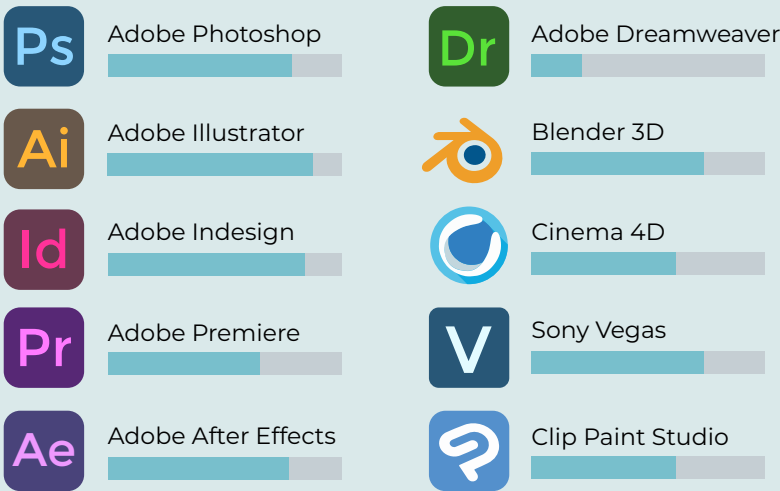 Ps
Adobe Photoshop
Ai
Adobe Illustrator
Id
Adobe Indesign
Pr
Adobe Premiere
Ae
Adobe After Effects
Dr
Adobe Dreamweaver
Blender 3D
Cinema 4D
V
Sony Vegas
Clip Paint Studio